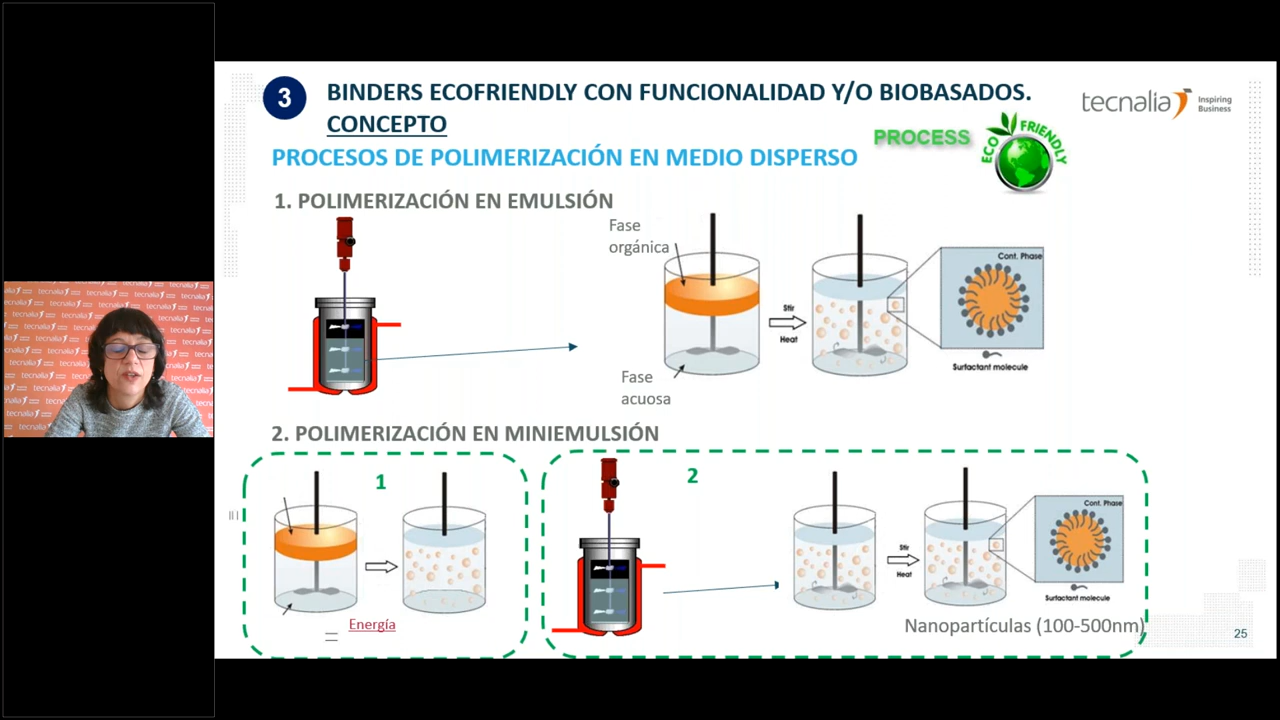 3
BINDERS ECOFRIENDLY CON FUNCIONALIDAD Y/O BIOBASADOS.
CONCEPTO
tecnalia Inspiring
Business
PROCESS
ECO FRIENDLY
PROCESOS DE POLIMERIZACIÓN EN MEDIO DISPERSO
1. POLIMERIZACIÓN EN EMULSIÓN
Fase
orgánica
Cont. Phase
Stir
Heat
Surfactant molecule
Fase
acuosa
2. POLIMERIZACIÓN EN MINIEMULSIÓN
1
2
Cont. Phase
Stir
Heat
Surfactant molecule
Energía
Nanopartículas (100-500nm)
25
tecnalia